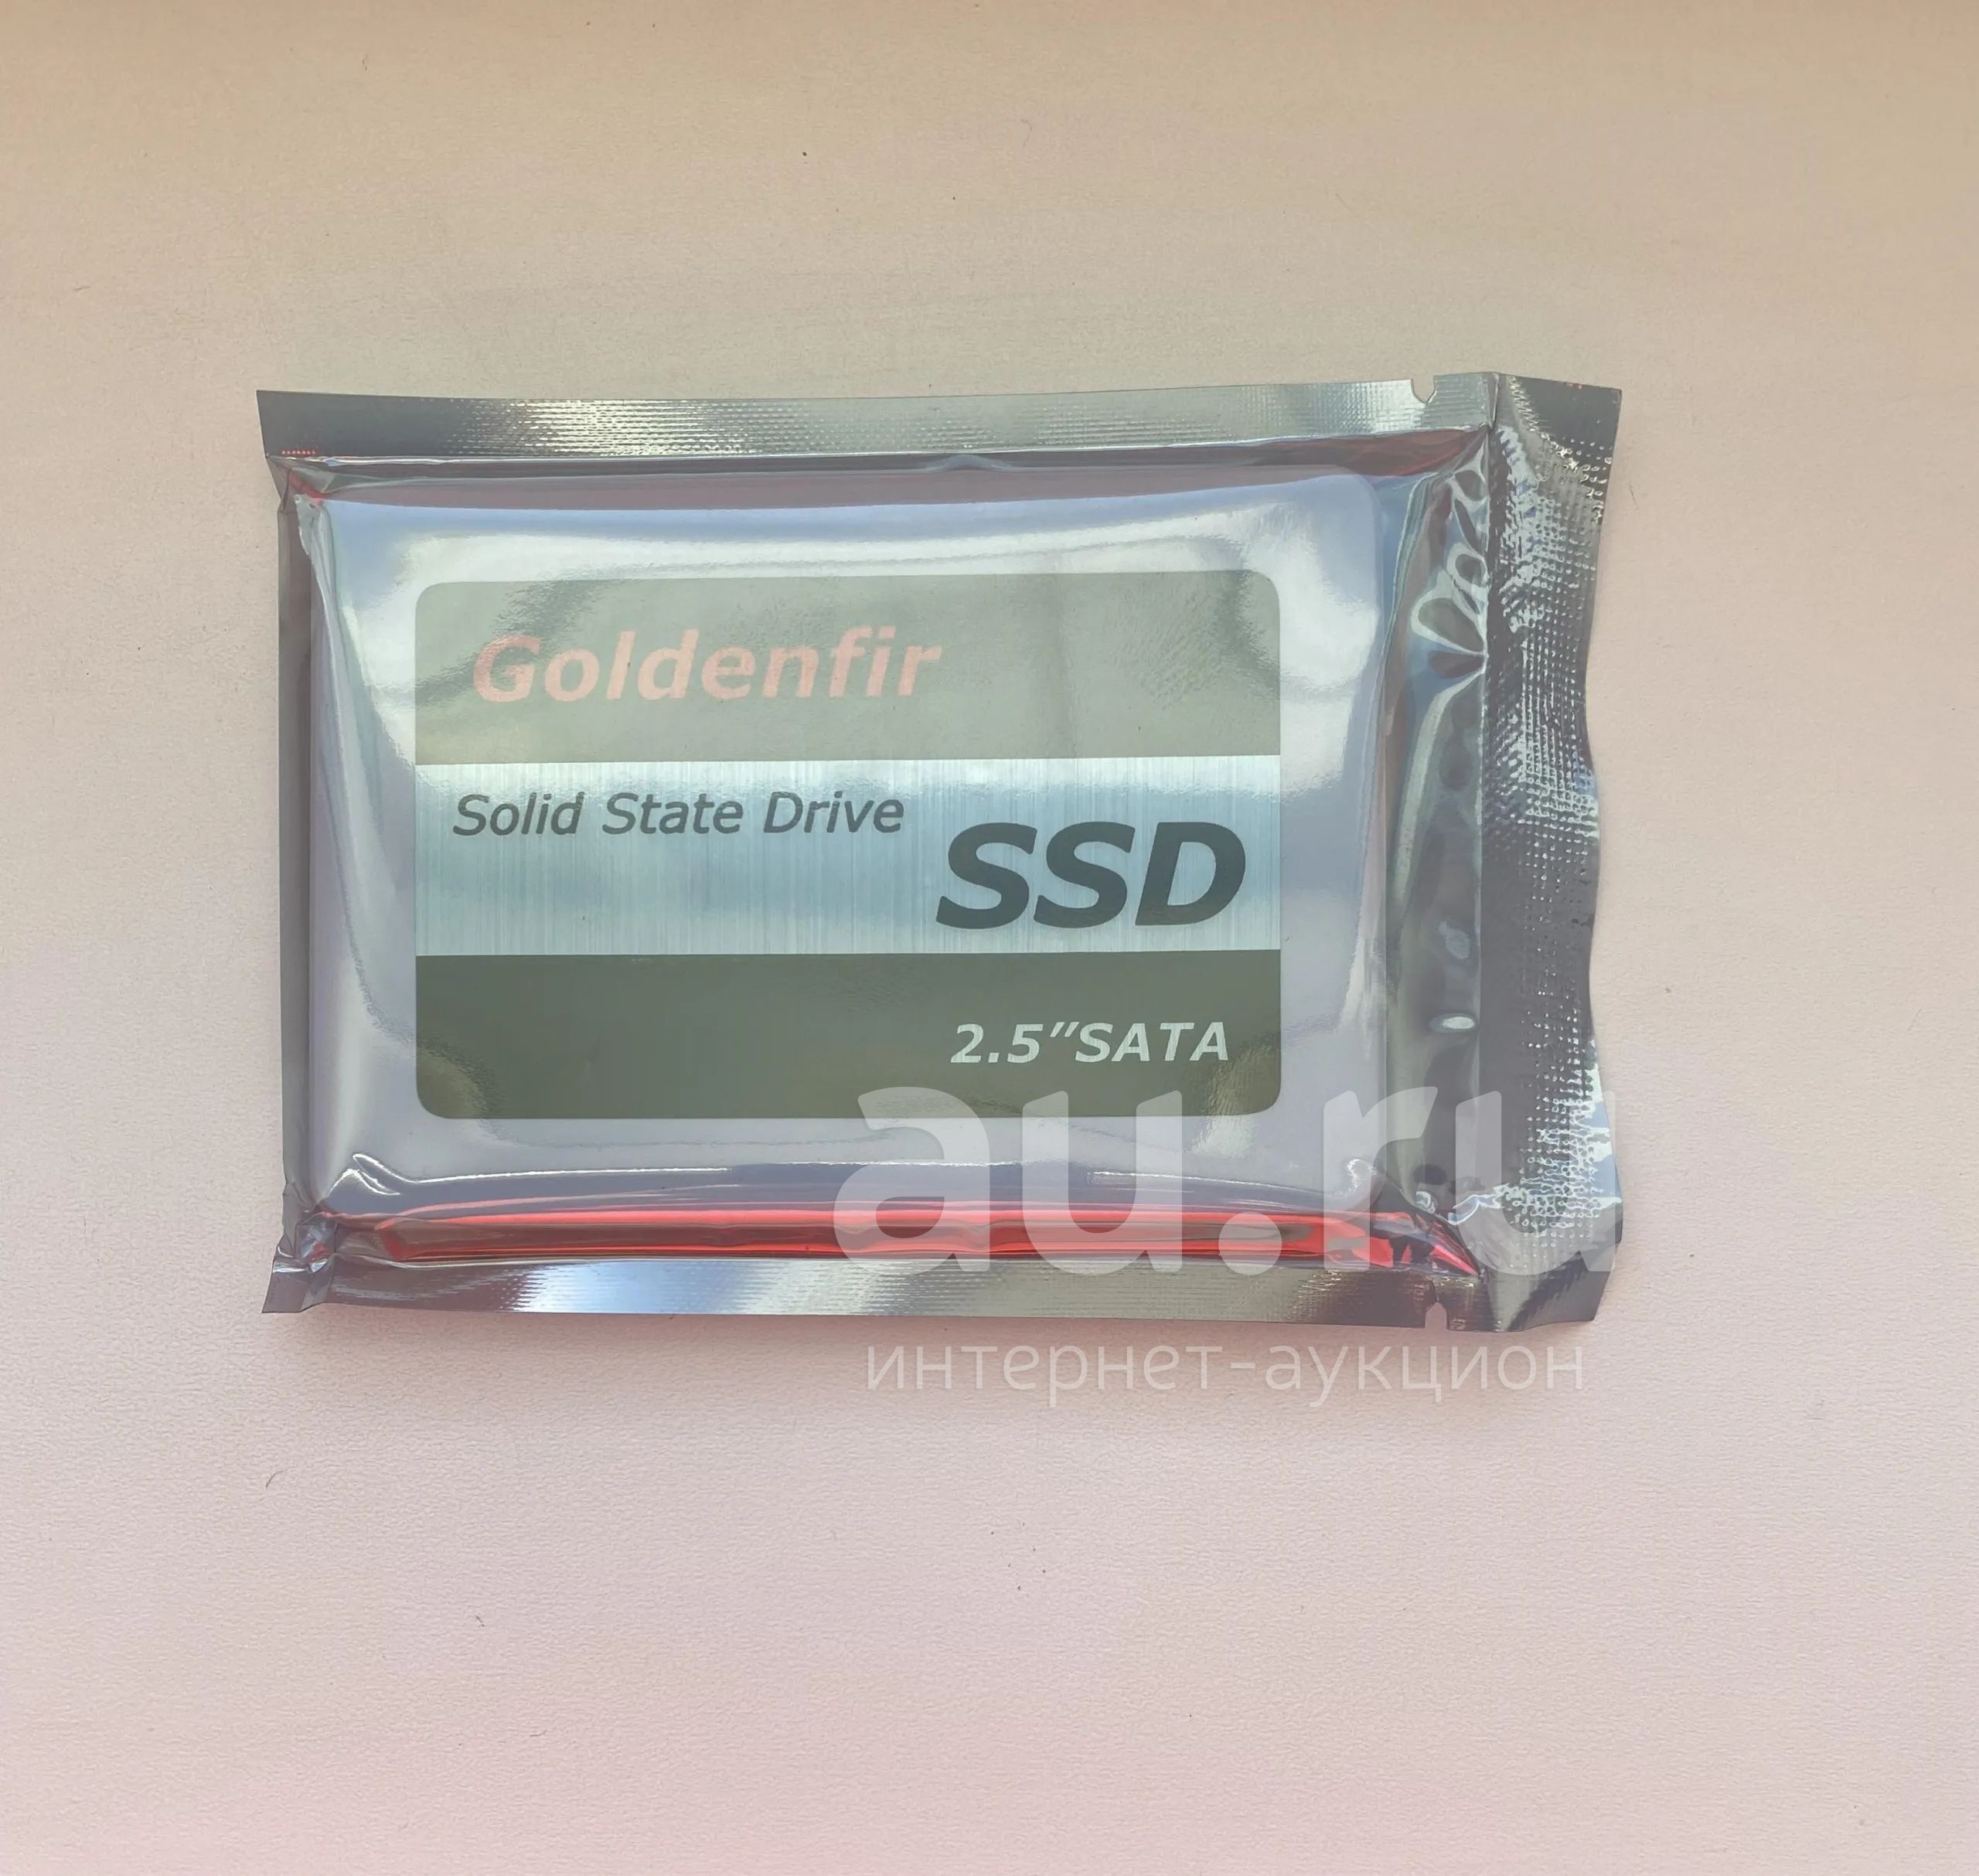 Goldenfir
Solid State Drive
SSD
2.5"SATA
au.ru
интернет-аукцион